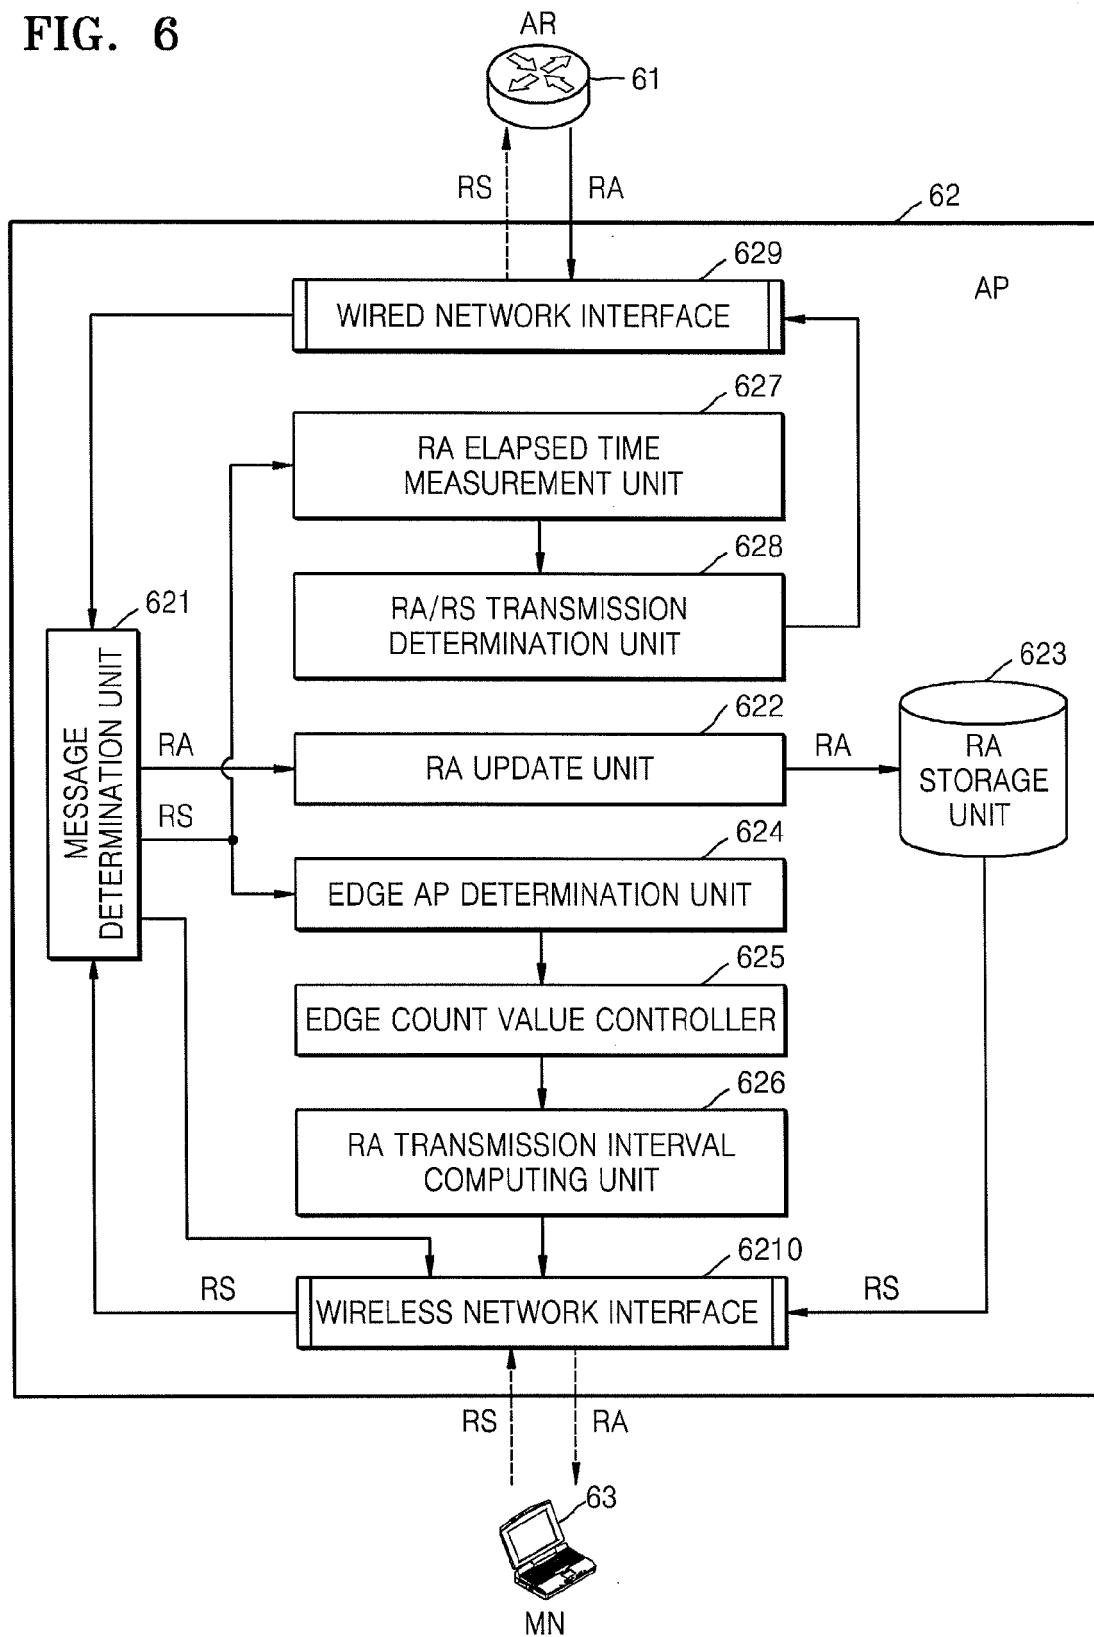 FIG. 6
AR
61
RS
RA
62
629
AP
WIRED NETWORK INTERFACE
627
RA ELAPSED TIME
MEASUREMENT UNIT
628
RA/RS TRANSMISSION
DETERMINATION UNIT
621
MESSAGE
DETERMINATION UNIT
623
RA
STORAGE
UNIT
622
RA
RA UPDATE UNIT
RA
RS
624
EDGE AP DETERMINATION UNIT
625
EDGE COUNT VALUE CONTROLLER
626
RA TRANSMISSION INTERVAL
COMPUTING UNIT
6210
RS
WIRELESS NETWORK INTERFACE
RS
RS
RA
63
MN